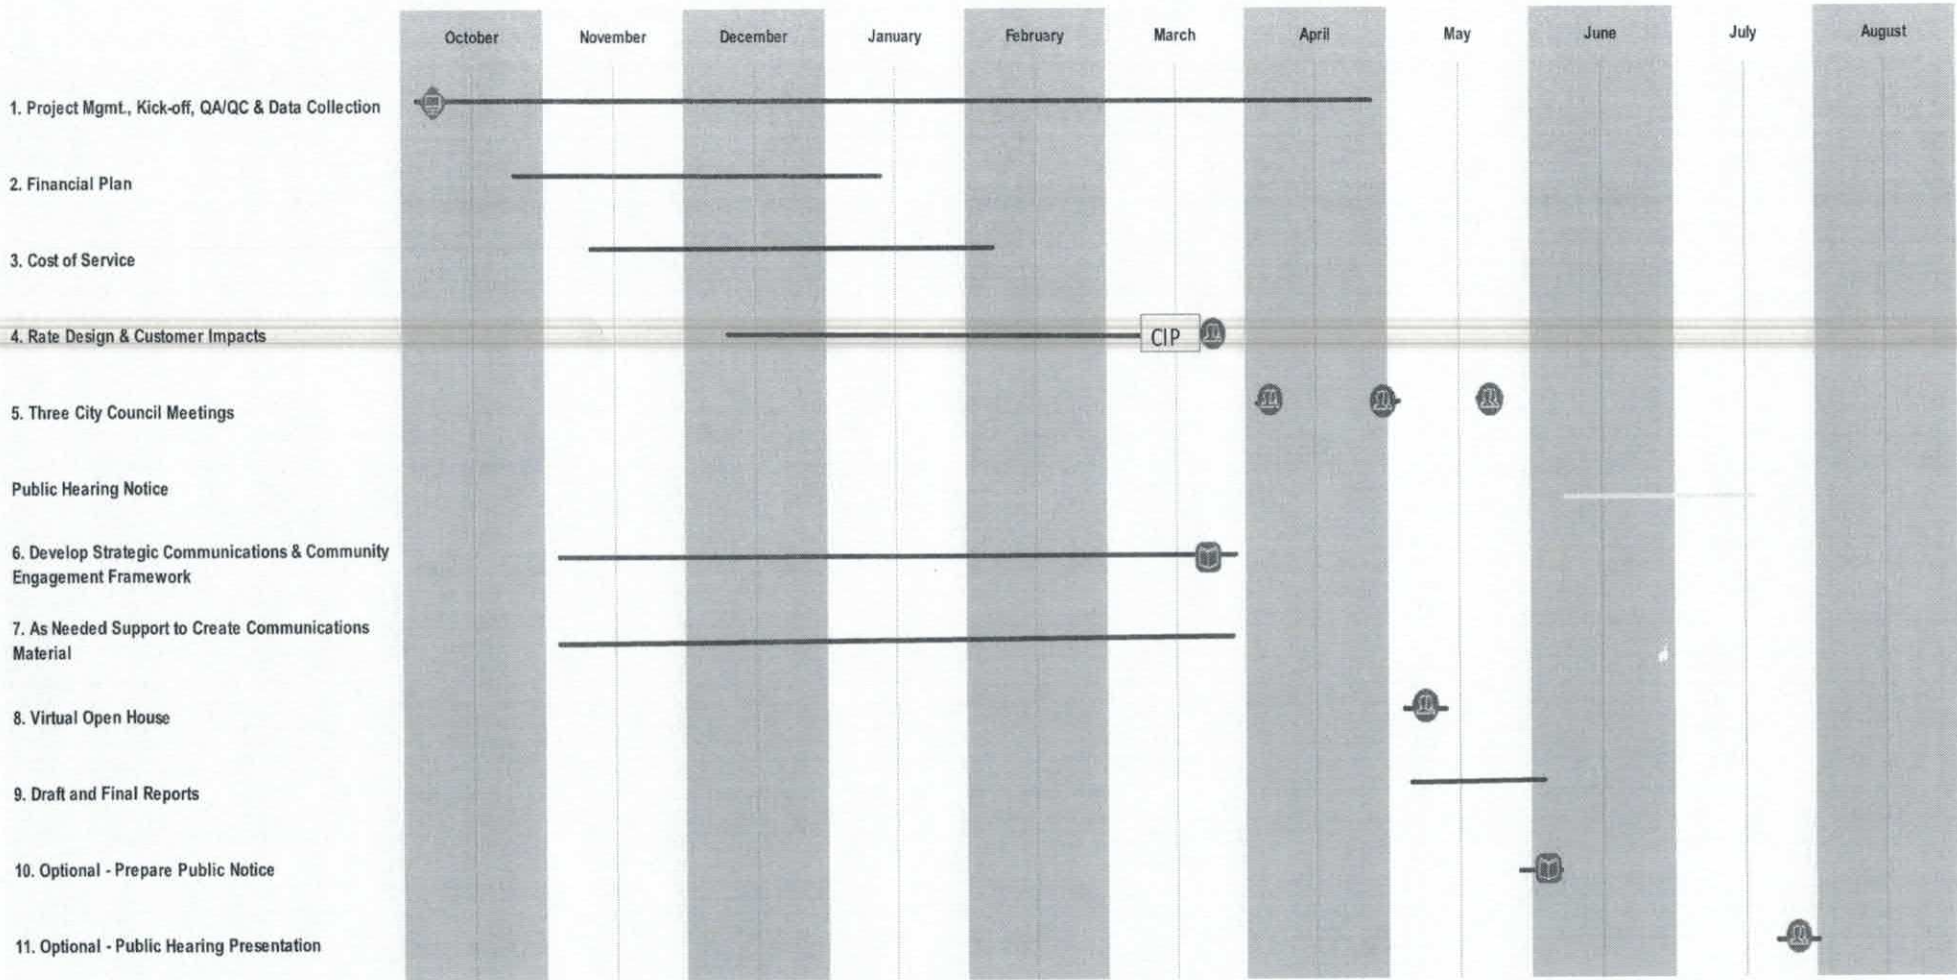 October November December January February March April May June July August
1. Project Mgmt., Kick-off, QA/QC & Data Collection
2. Financial Plan
3. Cost of Service
4. Rate Design & Customer Impacts
CIP
5. Three City Council Meetings
Public Hearing Notice
6. Develop Strategic Communications & Community
Engagement Framework
7. As Needed Support to Create Communications
Material
8. Virtual Open House
9. Draft and Final Reports
10. Optional - Prepare Public Notice
11. Optional - Public Hearing Presentation